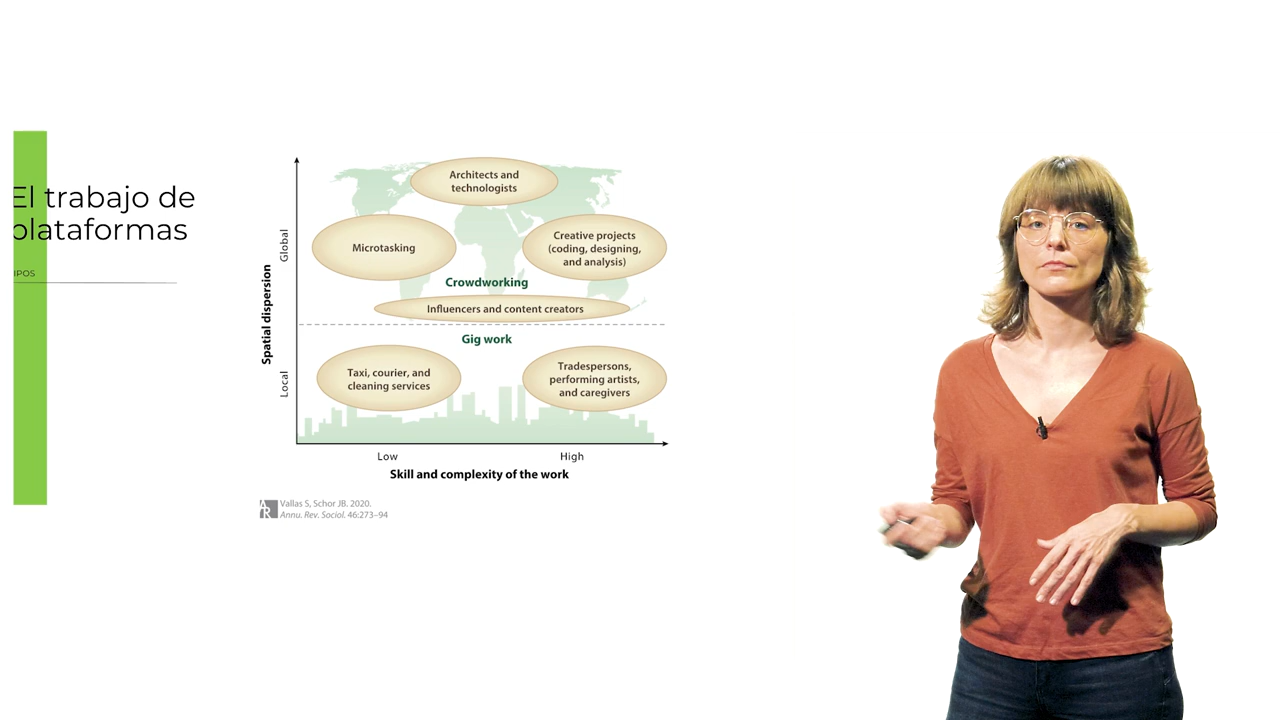 El trabajo de
plataformas
IPOS
Architects and
technologists
Microtasking
Creative projects
(coding, designing,
and analysis)
Crowdworking
Influencers and content creators
Gig work
Taxi, courier, and
cleaning services
Tradespersons,
performing artists,
and caregivers
Spatial dispersion
Global
Local
Low
High
Skill and complexity of the work
AR
Vallas S, Schor JB. 2020.
Annu. Rev. Sociol. 46:273–94